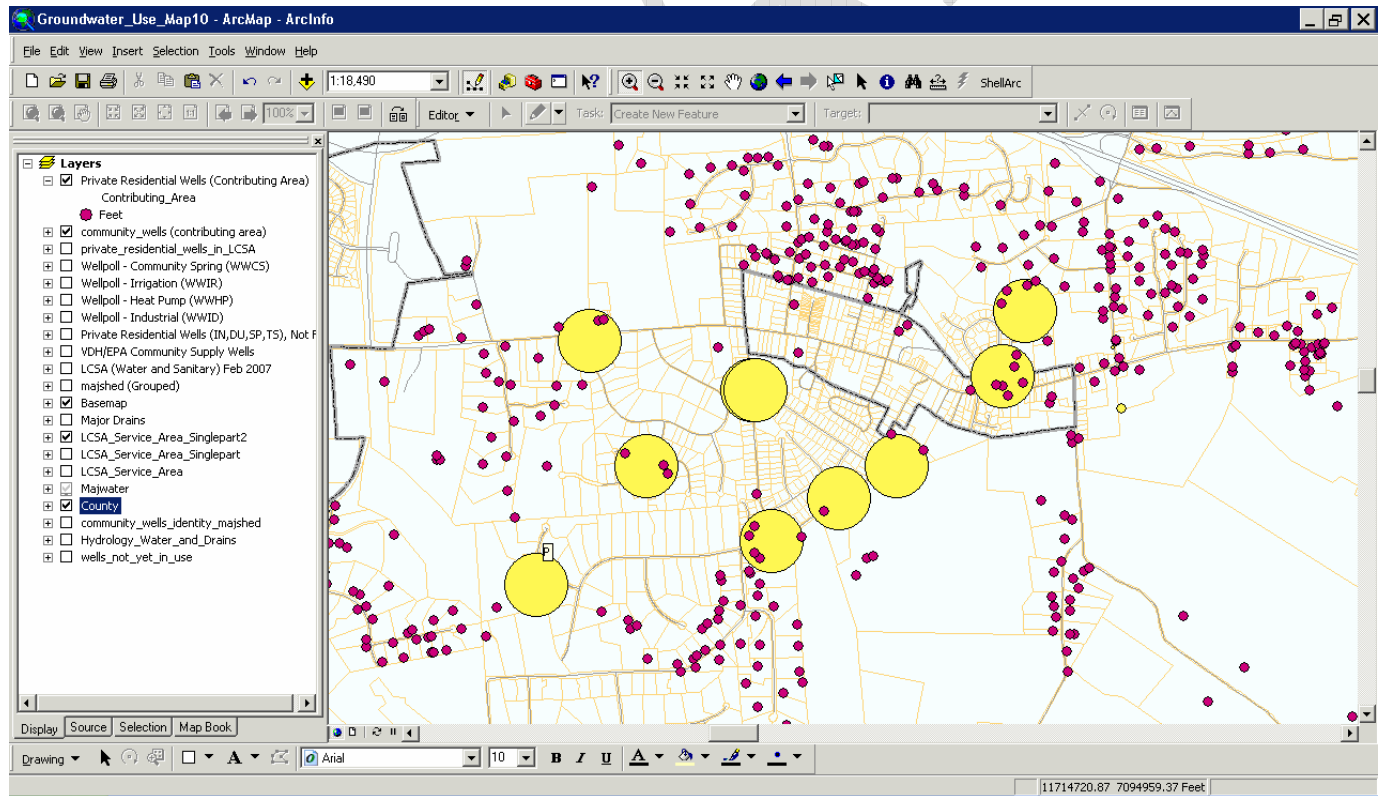 Groundwater_Use_Map10 - ArcMap - ArcInfo
File Edit View Insert Selection Tools Window Help
1:18,490 ShellArc
100% Editor Task: Create New Feature Target:
Layers
Private Residential Wells (Contributing Area)
Contributing_Area
Feet
community_wells (contributing area)
private_residential_wells_in_LCSA
Wellpoll - Community Spring (WWCS)
Wellpoll - Irrigation (WWIR)
Wellpoll - Heat Pump (WWHP)
Wellpoll - Industrial (WWID)
Private Residential Wells (IN,DU,SP,TS), Not F
VDH/EPA Community Supply Wells
LCSA (Water and Sanitary) Feb 2007
majshed (Grouped)
Basemap
Major Drains
LCSA_Service_Area_Singlepart2
LCSA_Service_Area_Singlepart
LCSA_Service_Area
Majwater
County
community_wells_identity_majshed
Hydrology_Water_and_Drains
wells_not_yet_in_use
P
Display Source Selection Map Book
Drawing A Arial 10 B I U A
11714720.87 7094959.37 Feet